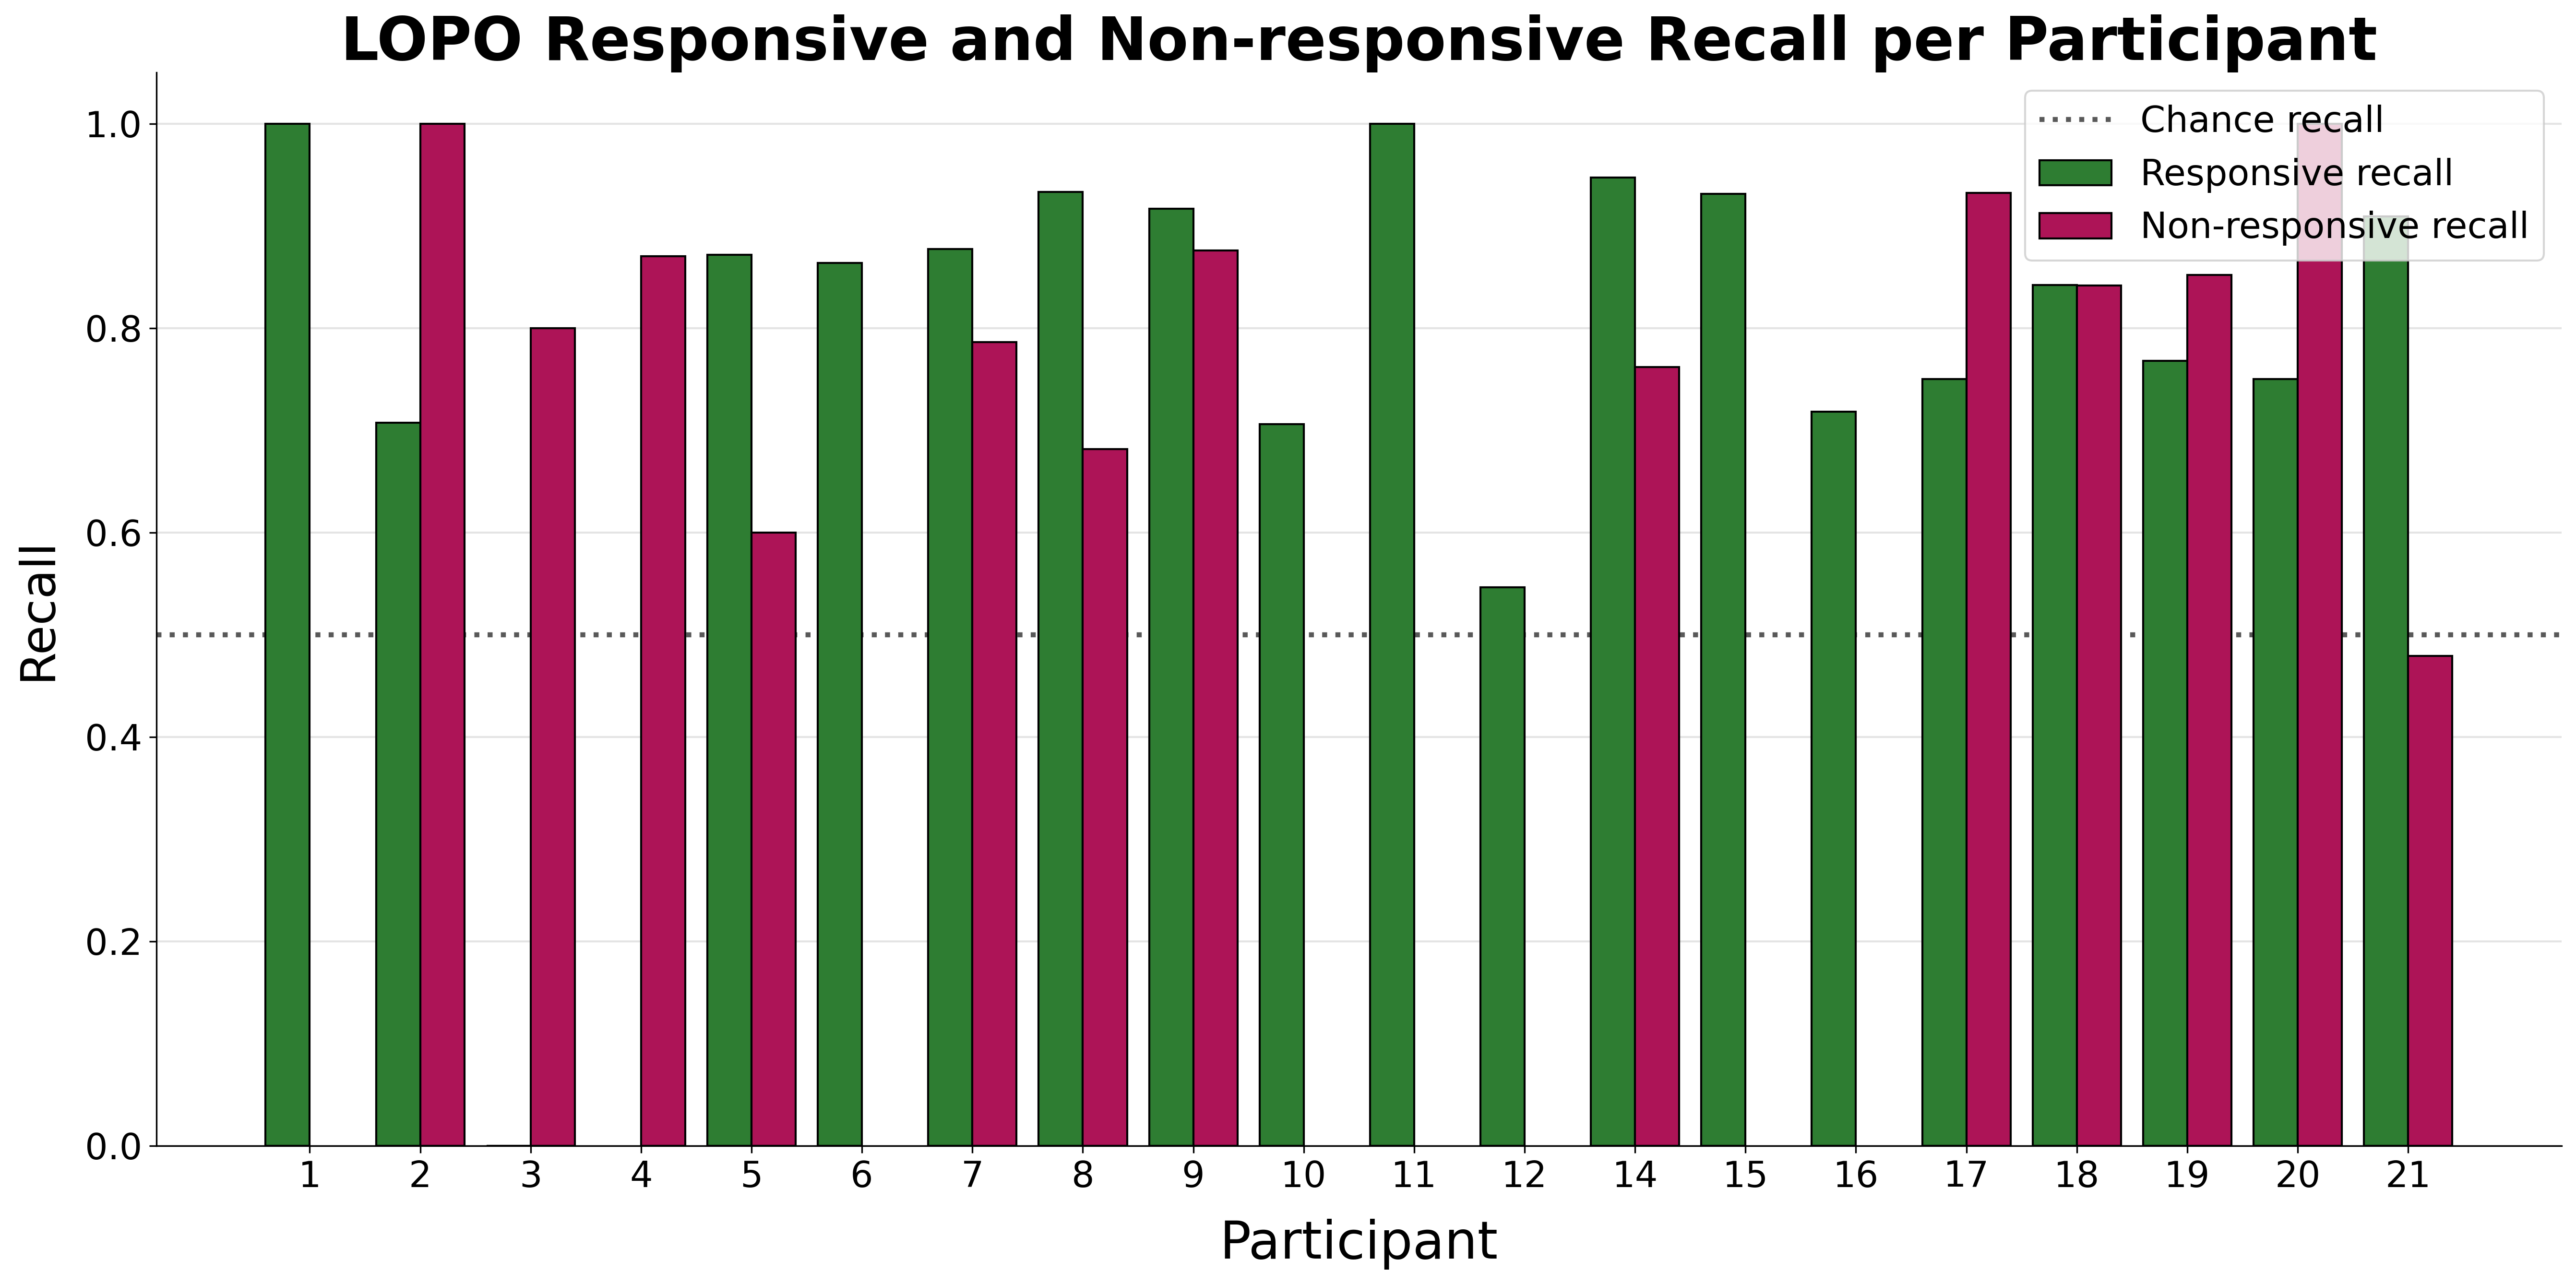 LOPO Responsive and Non-responsive Recall per Participant
Chance recall
Responsive recall
Non-responsive recall
1.0
0.8
0.6
0.4
0.2
0.0
Recall
1 2 3 4 5 6 7 8 9 10 11 12 14 15 16 17 18 19 20 21
Participant